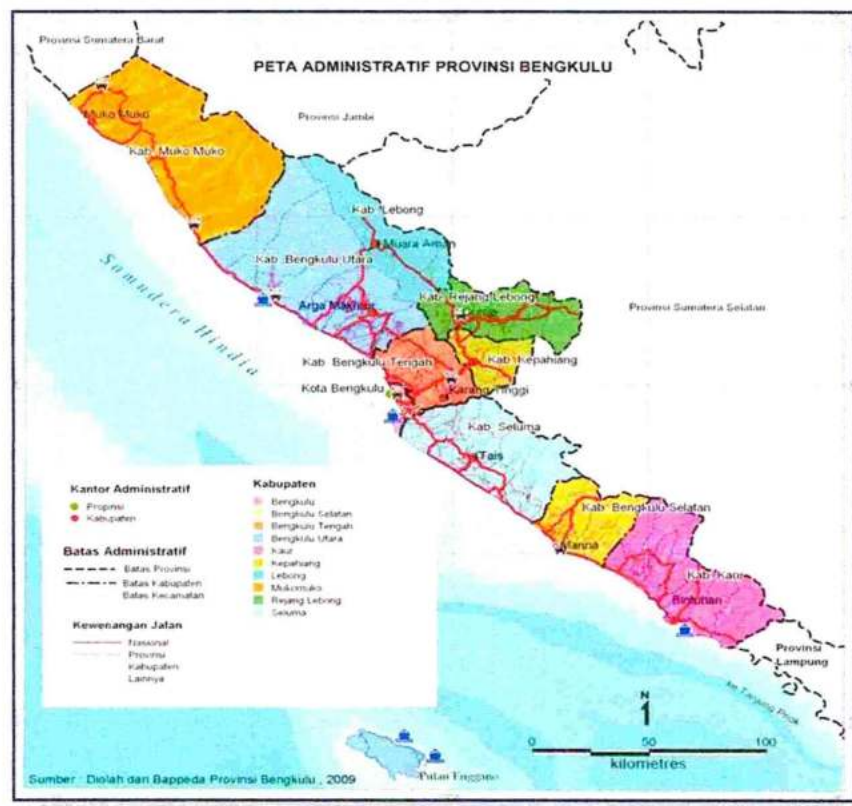 Provinsi Sumatera Barat
PETA ADMINISTRATIF PROVINSI BENGKULU
Muko Muko
Provinsi Jambi
Kab. Muko Muko
Kab. Lebong
Muara Aman
Kab. Bengkulu Utara
Kab. Rejang Lebong
Arga Makmur
Provinsi Sumatera Selatan
Samudera Hindia
Kab. Bengkulu Tengah
Kab. Kepahiang
Kota Bengkulu
Karang Tinggi
Kab. Seluma
Tais
Kab. Bengkulu Selatan
Manna
Kab. Kaur
Bintuhan
Provinsi
Lampung
ke Tanjung Priok
Kantor Administratif
Propinsi
Kabupaten
Batas Administratif
Batas Provinsi
Batas Kabupaten
Batas Kecamatan
Kewenangan Jalan
Nasional
Provinsi
Kabupaten
Lainnya
Kabupaten
Bengkulu
Bengkulu Selatan
Bengkulu Tengah
Bengkulu Utara
Kaur
Kepahiang
Lebong
Mukomuko
Rejang Lebong
Seluma
N
0 50 100
kilometres
Pulau Enggano
Sumber : Diolah dari Bappeda Provinsi Bengkulu , 2009